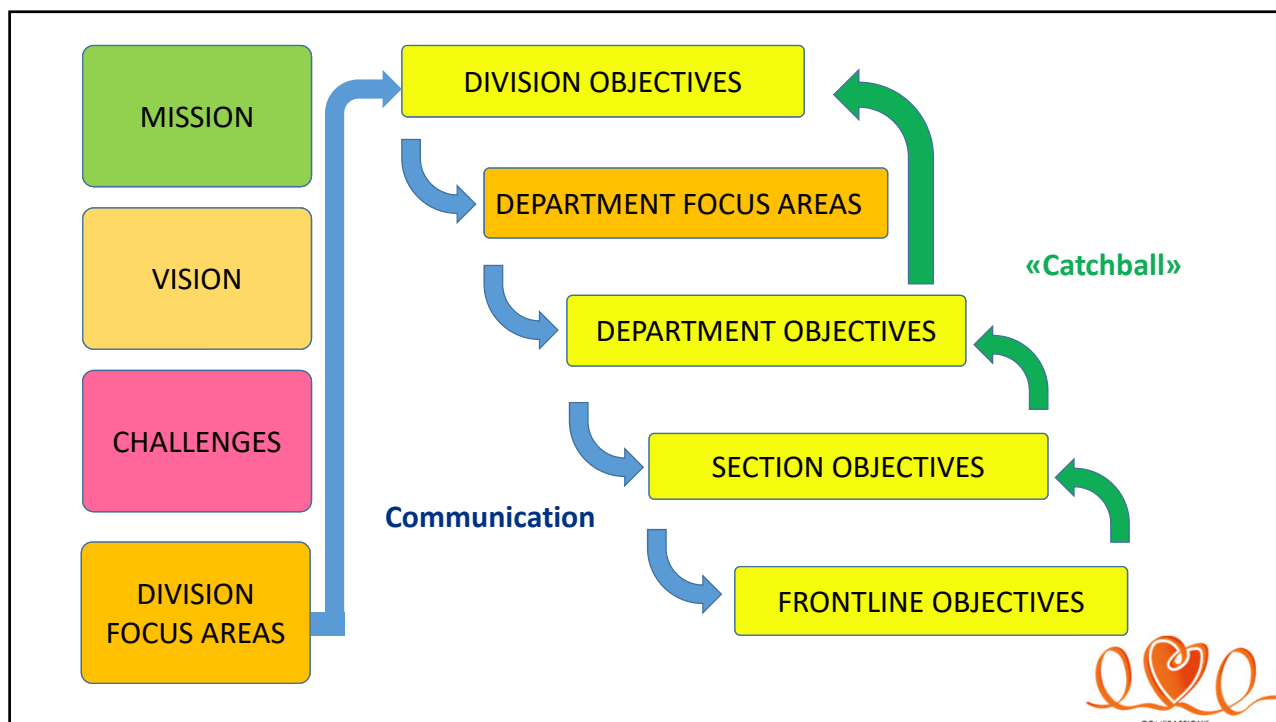 MISSION
VISION
CHALLENGES
DIVISION
FOCUS AREAS
DIVISION OBJECTIVES
DEPARTMENT FOCUS AREAS
DEPARTMENT OBJECTIVES
SECTION OBJECTIVES
FRONTLINE OBJECTIVES
Communication
«Catchball»